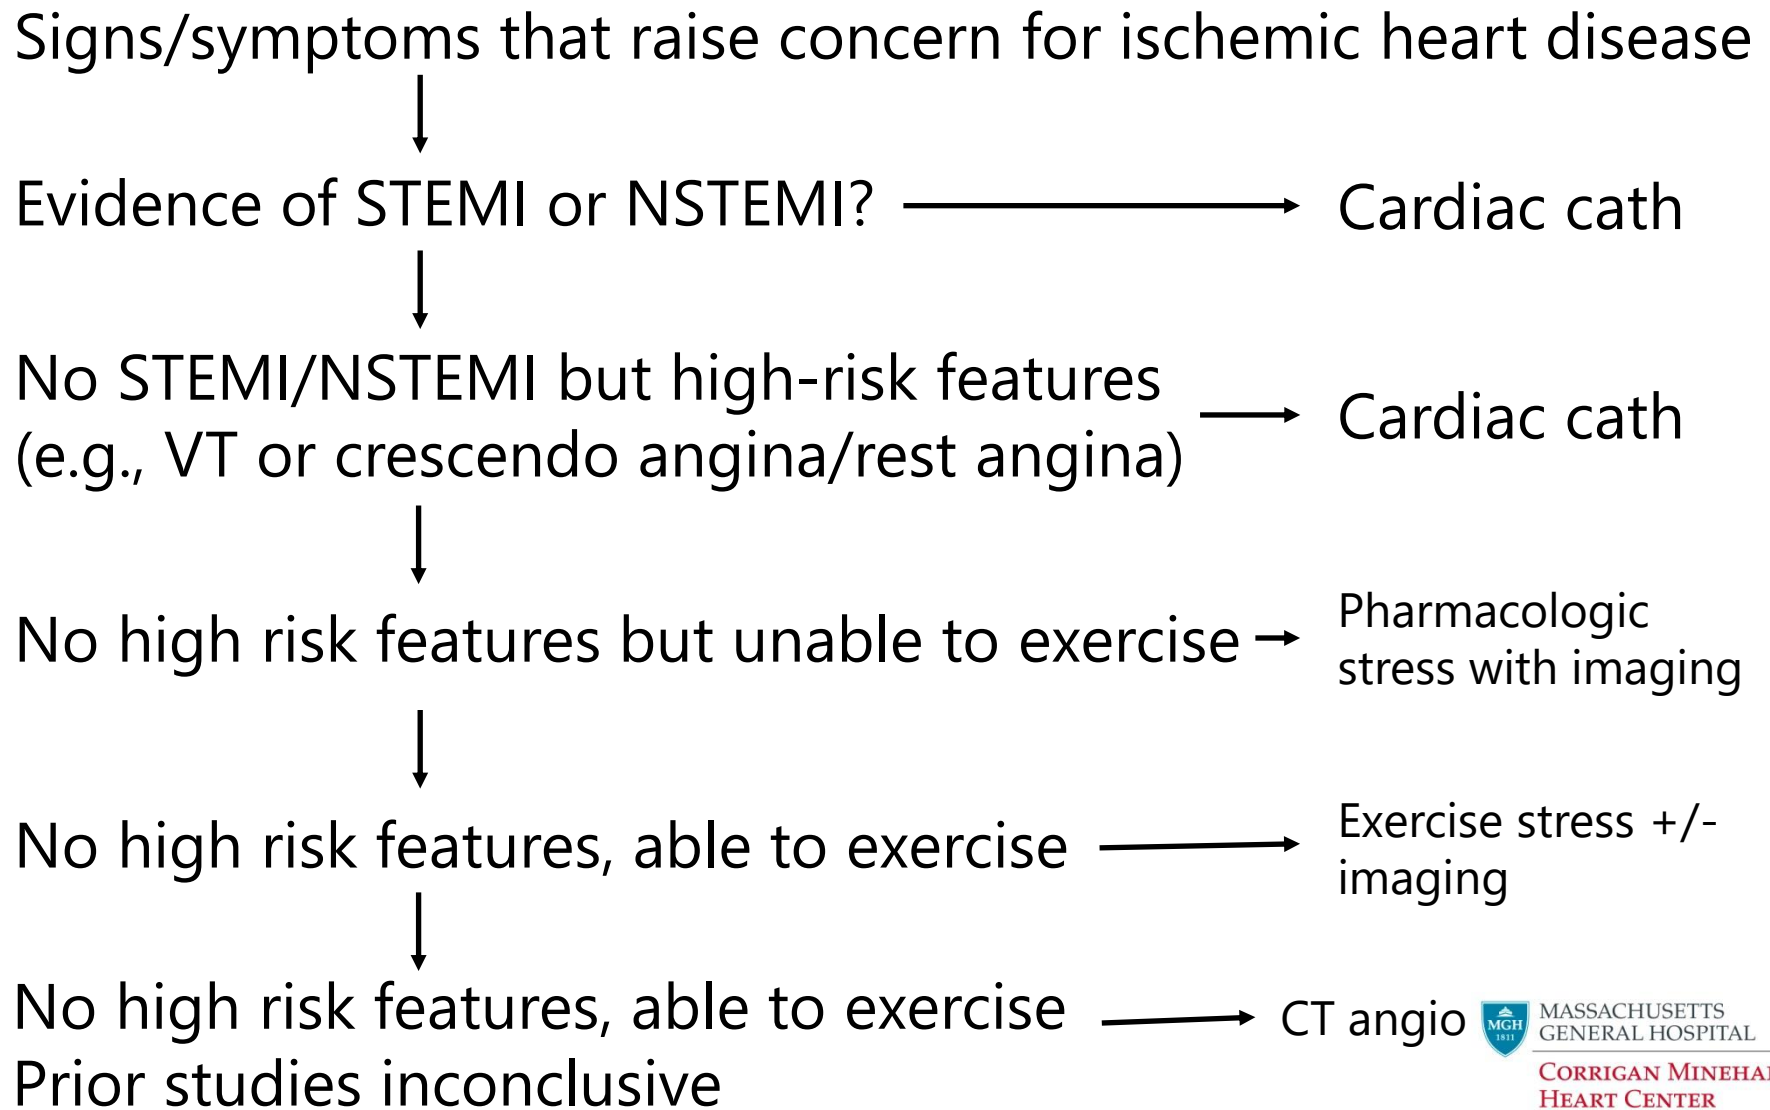 Signs/symptoms that raise concern for ischemic heart disease
Evidence of STEMI or NSTEMI?
Cardiac cath
No STEMI/NSTEMI but high-risk features
(e.g., VT or crescendo angina/rest angina)
Cardiac cath
No high risk features but unable to exercise
Pharmacologic
stress with imaging
No high risk features, able to exercise
Exercise stress +/-
imaging
No high risk features, able to exercise
Prior studies inconclusive
CT angio
MGH
1811
MASSACHUSETTS
GENERAL HOSPITAL
CORRIGAN MINEHAN
HEART CENTER